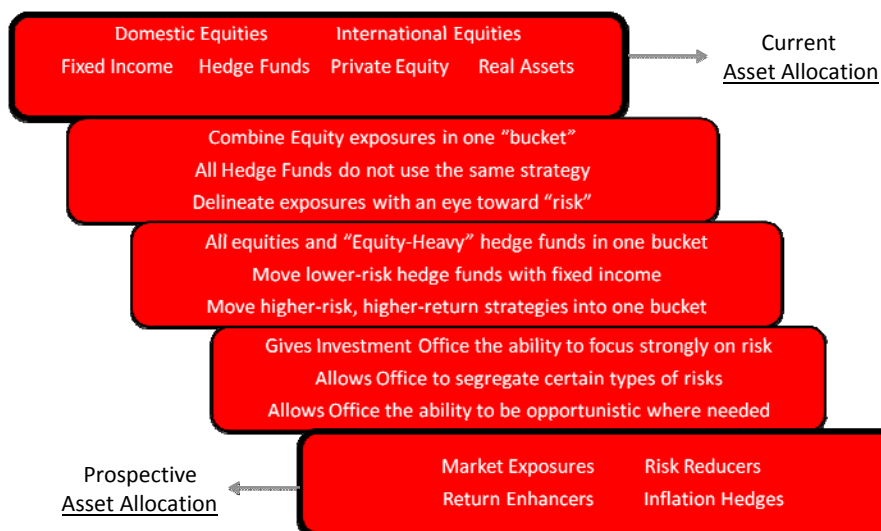 Domestic Equities International Equities
Fixed Income Hedge Funds Private Equity Real Assets
Current
Asset Allocation
Combine Equity exposures in one “bucket”
All Hedge Funds do not use the same strategy
Delineate exposures with an eye toward “risk”
All equities and “Equity-Heavy” hedge funds in one bucket
Move lower-risk hedge funds with fixed income
Move higher-risk, higher-return strategies into one bucket
Gives Investment Office the ability to focus strongly on risk
Allows Office to segregate certain types of risks
Allows Office the ability to be opportunistic where needed
Prospective
Asset Allocation
Market Exposures Risk Reducers
Return Enhancers Inflation Hedges